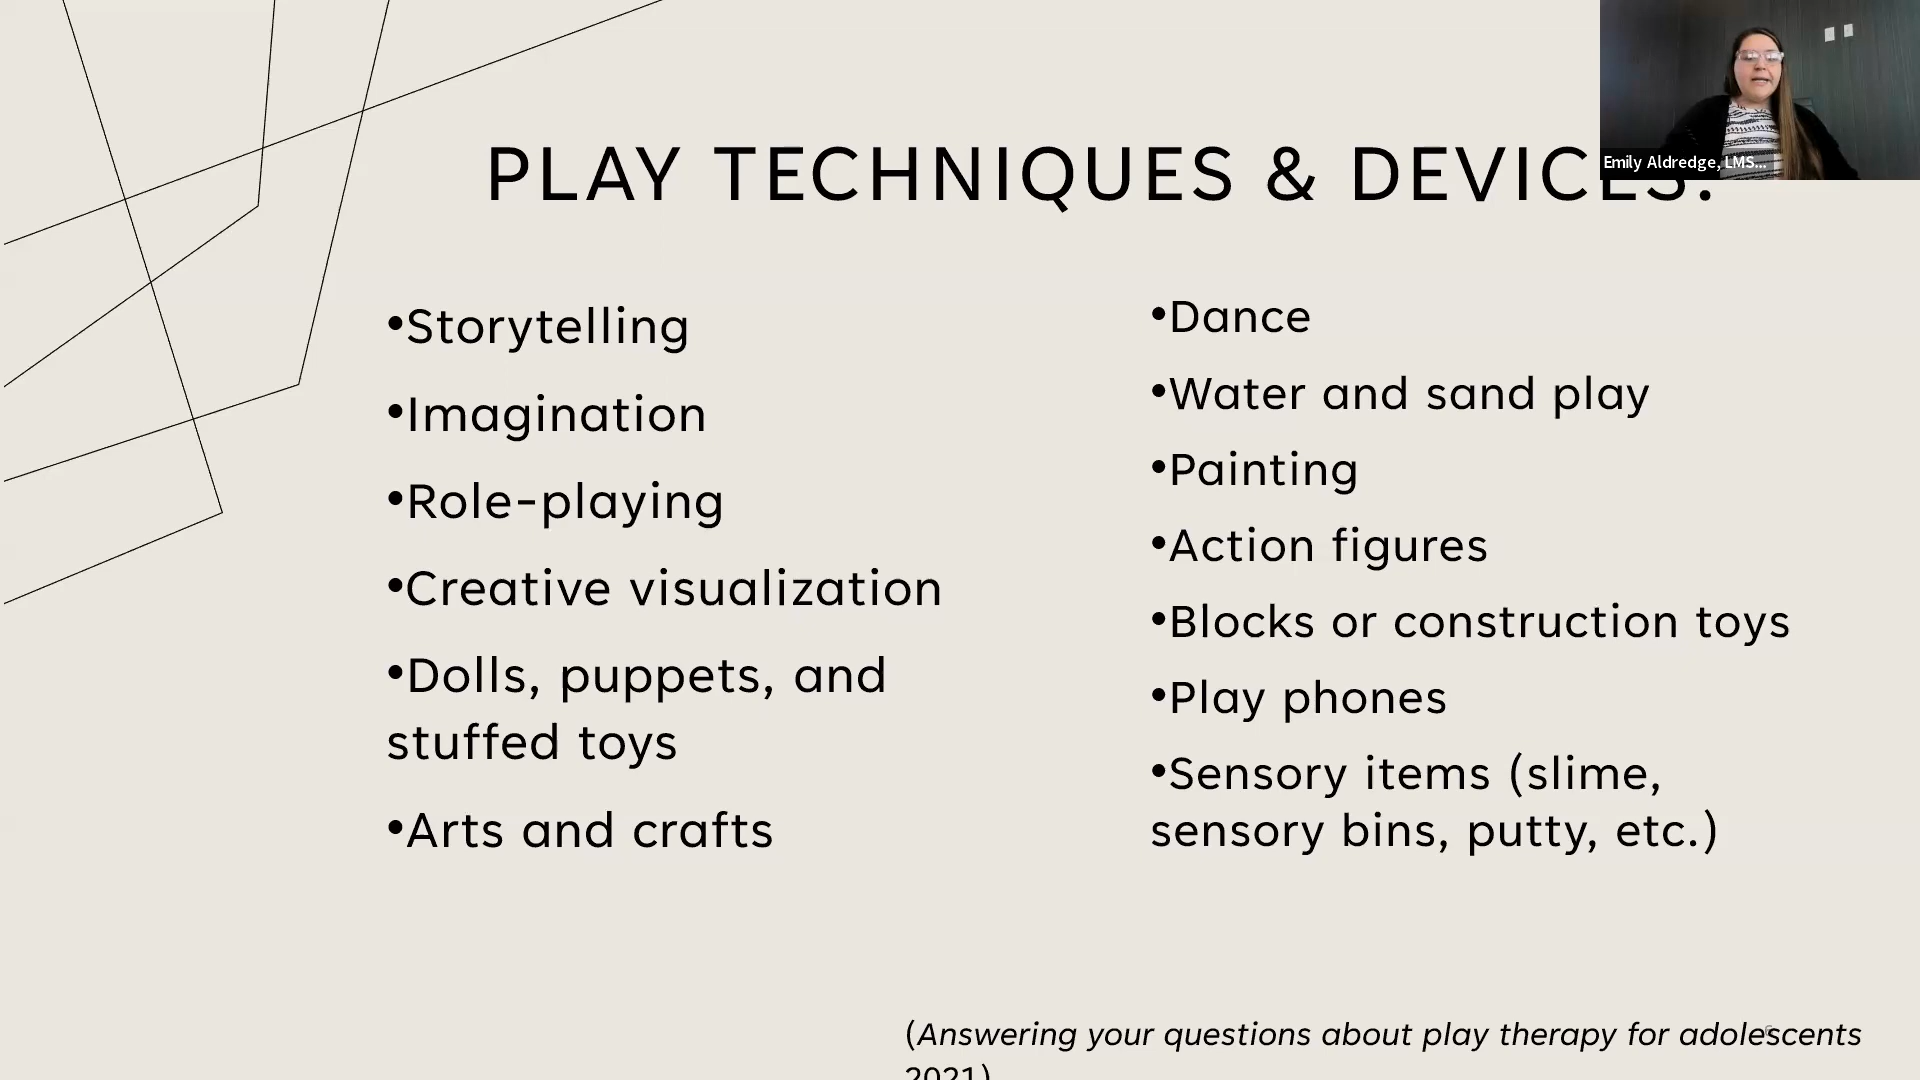 PLAY TECHNIQUES & DEVICES:
Emily Aldredge, LMS...
•Storytelling
•Imagination
•Role-playing
•Creative visualization
•Dolls, puppets, and
stuffed toys
•Arts and crafts
•Dance
•Water and sand play
•Painting
•Action figures
•Blocks or construction toys
•Play phones
•Sensory items (slime,
sensory bins, putty, etc.)
(Answering your questions about play therapy for adolescents
2021)
6